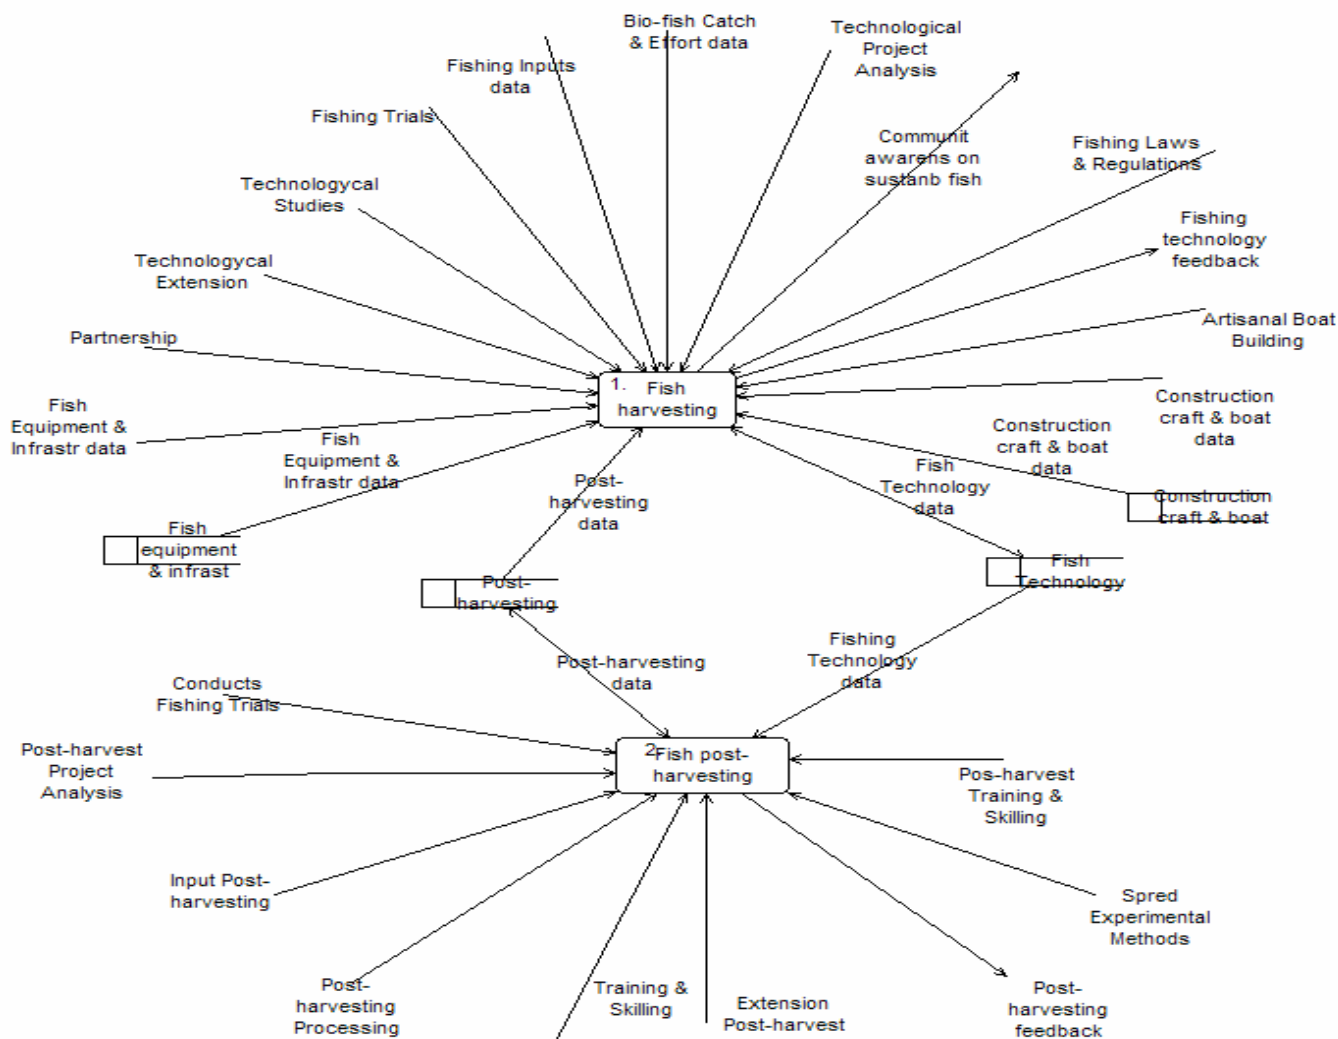 Bio-fish Catch
& Effort data
Technological
Project
Analysis
Fishing Inputs
data
Fishing Trials
Communit
awarens on
sustanb fish
Fishing Laws
& Regulations
Technologycal
Studies
Fishing
technology
feedback
Technologycal
Extension
Artisanal Boat
Building
Partnership
1.
Fish
harvesting
Fish
Equipment &
Infrastr data
Fish
Equipment &
Infrastr data
Construction
craft & boat
data
Construction
craft & boat
data
Post-
harvesting
data
Fish
Technology
data
Construction
craft & boat
Fish
equipment
& infrast
Post-
harvesting
Fish
Technology
Post-harvesting
data
Fishing
Technology
data
Conducts
Fishing Trials
2
Fish post-
harvesting
Post-harvest
Project
Analysis
Pos-harvest
Training &
Skilling
Input Post-
harvesting
Spred
Experimental
Methods
Post-
harvesting
Processing
Training &
Skilling
Extension
Post-harvest
Post-
harvesting
feedback